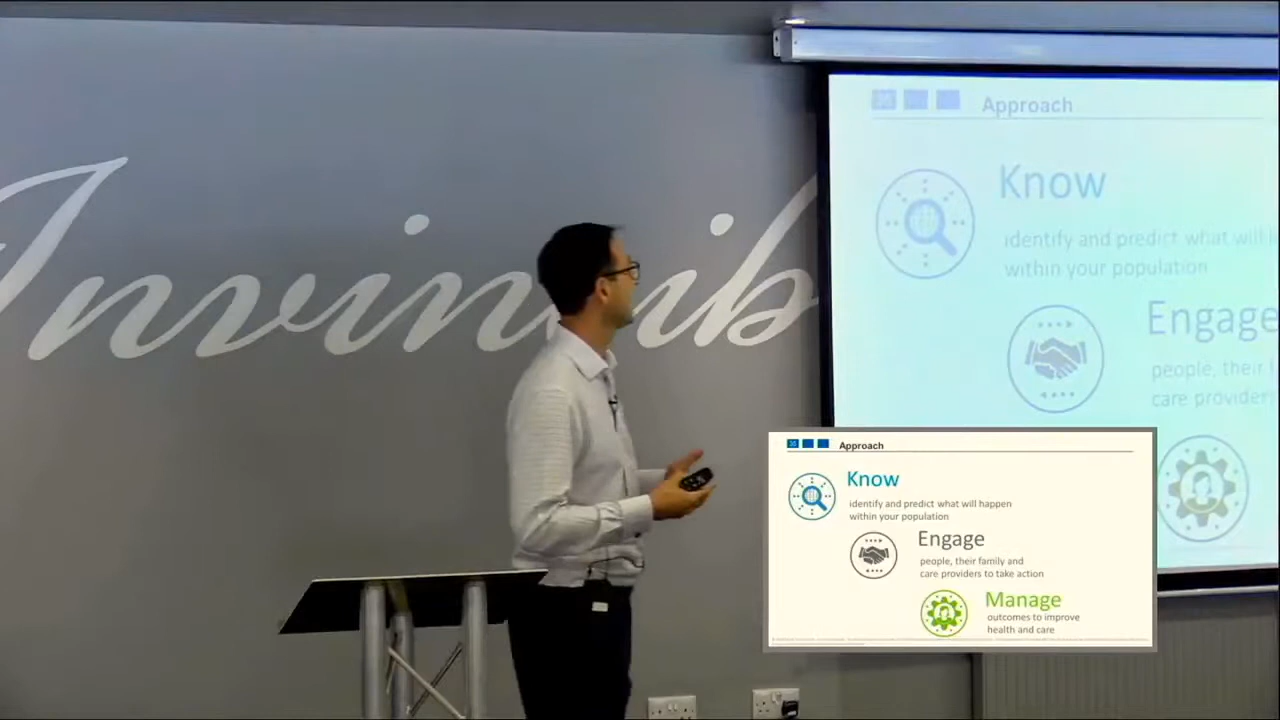 Invincib
Approach
Know
identify and predict what will
within your population
Engage
people, their
care providers
Approach
Know
identify and predict what will happen
within your population
Engage
people, their family and
care providers to take action
Manage
outcomes to improve
health and care